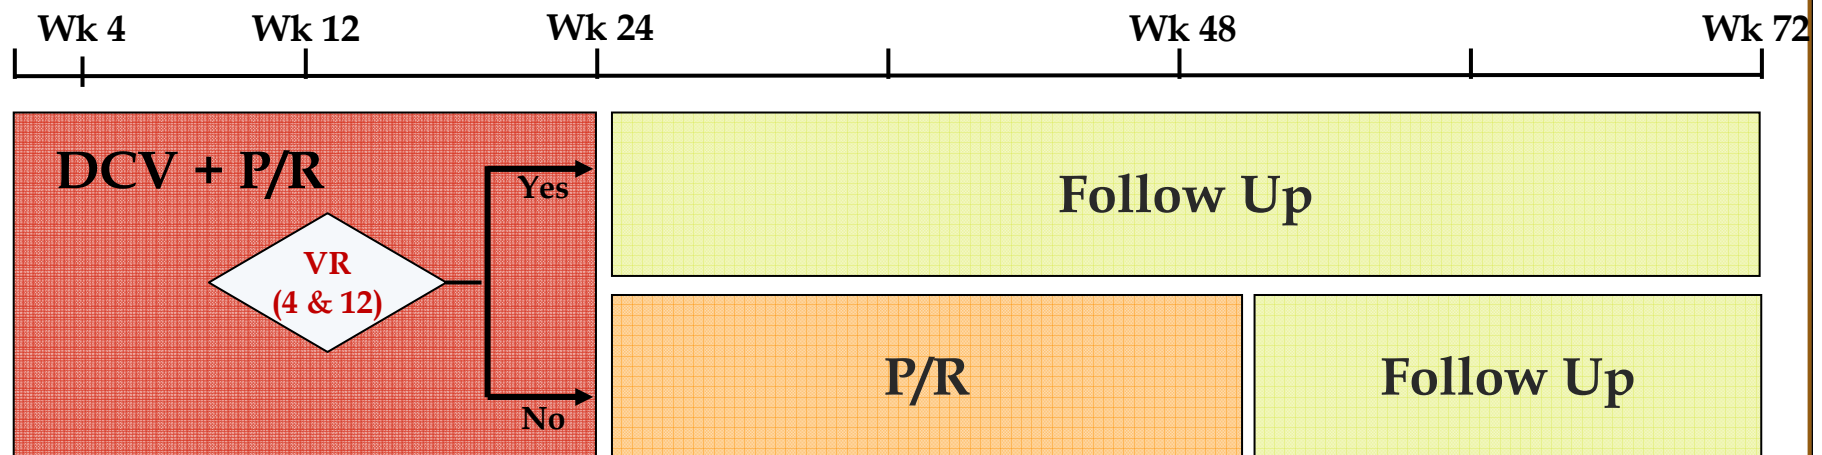 Wk 4 Wk 12 Wk 24 Wk 48 Wk 72
DCV + P/R
Yes
VR
(4 & 12)
No
Follow Up
P/R
Follow Up